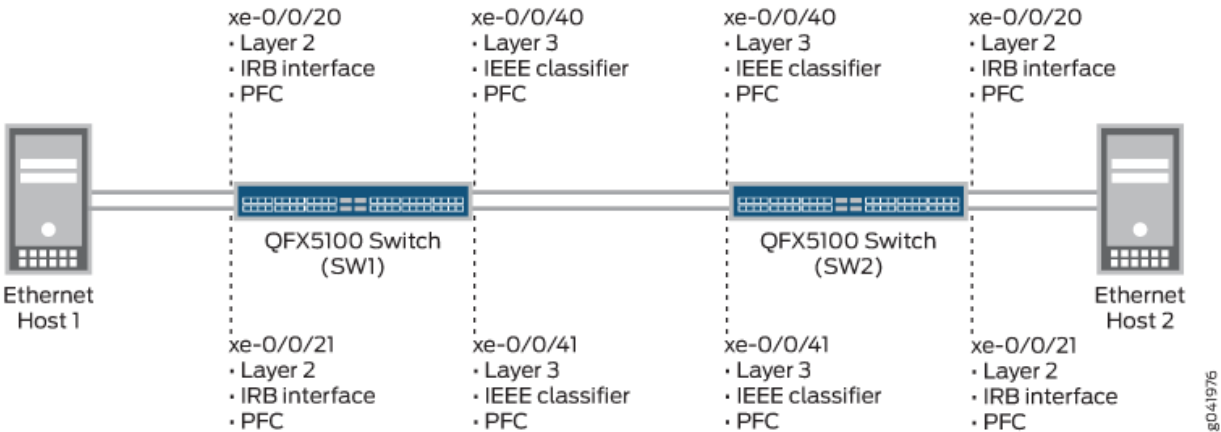 xe-0/0/20
· Layer 2
· IRB interface
· PFC
xe-0/0/40
· Layer 3
· IEEE classifier
· PFC
xe-0/0/40
· Layer 3
· IEEE classifier
· PFC
xe-0/0/20
· Layer 2
· IRB interface
· PFC
Ethernet
Host 1
QFX5100 Switch
(SW1)
QFX5100 Switch
(SW2)
Ethernet
Host 2
xe-0/0/21
· Layer 2
· IRB interface
· PFC
xe-0/0/41
· Layer 3
· IEEE classifier
· PFC
xe-0/0/41
· Layer 3
· IEEE classifier
· PFC
xe-0/0/21
· Layer 2
· IRB interface
· PFC
g041976